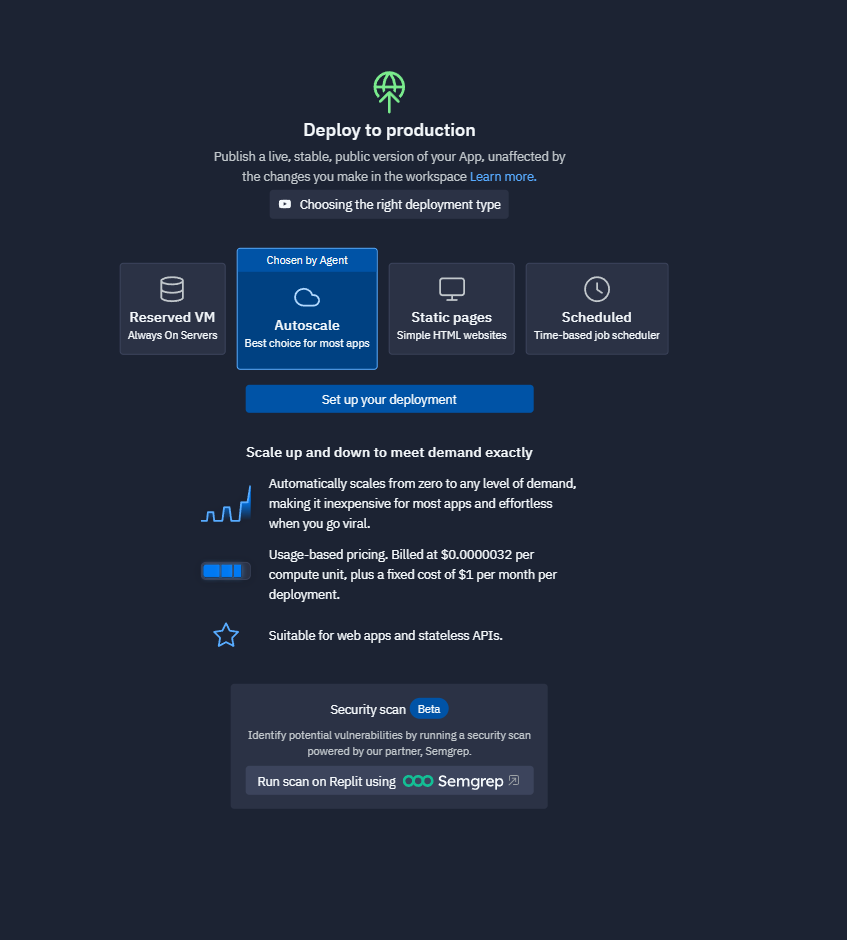 Deploy to production
Publish a live, stable, public version of your App, unaffected by
the changes you make in the workspace Learn more.
Choosing the right deployment type
Reserved VM
Always On Servers
Chosen by Agent
Autoscale
Best choice for most apps
Static pages
Simple HTML websites
Scheduled
Time-based job scheduler
Set up your deployment
Scale up and down to meet demand exactly
Automatically scales from zero to any level of demand,
making it inexpensive for most apps and effortless
when you go viral.
Usage-based pricing. Billed at $0.0000032 per
compute unit, plus a fixed cost of $1 per month per
deployment.
Suitable for web apps and stateless APIs.
Security scan Beta
Identify potential vulnerabilities by running a security scan
powered by our partner, Semgrep.
Run scan on Replit using Semgrep